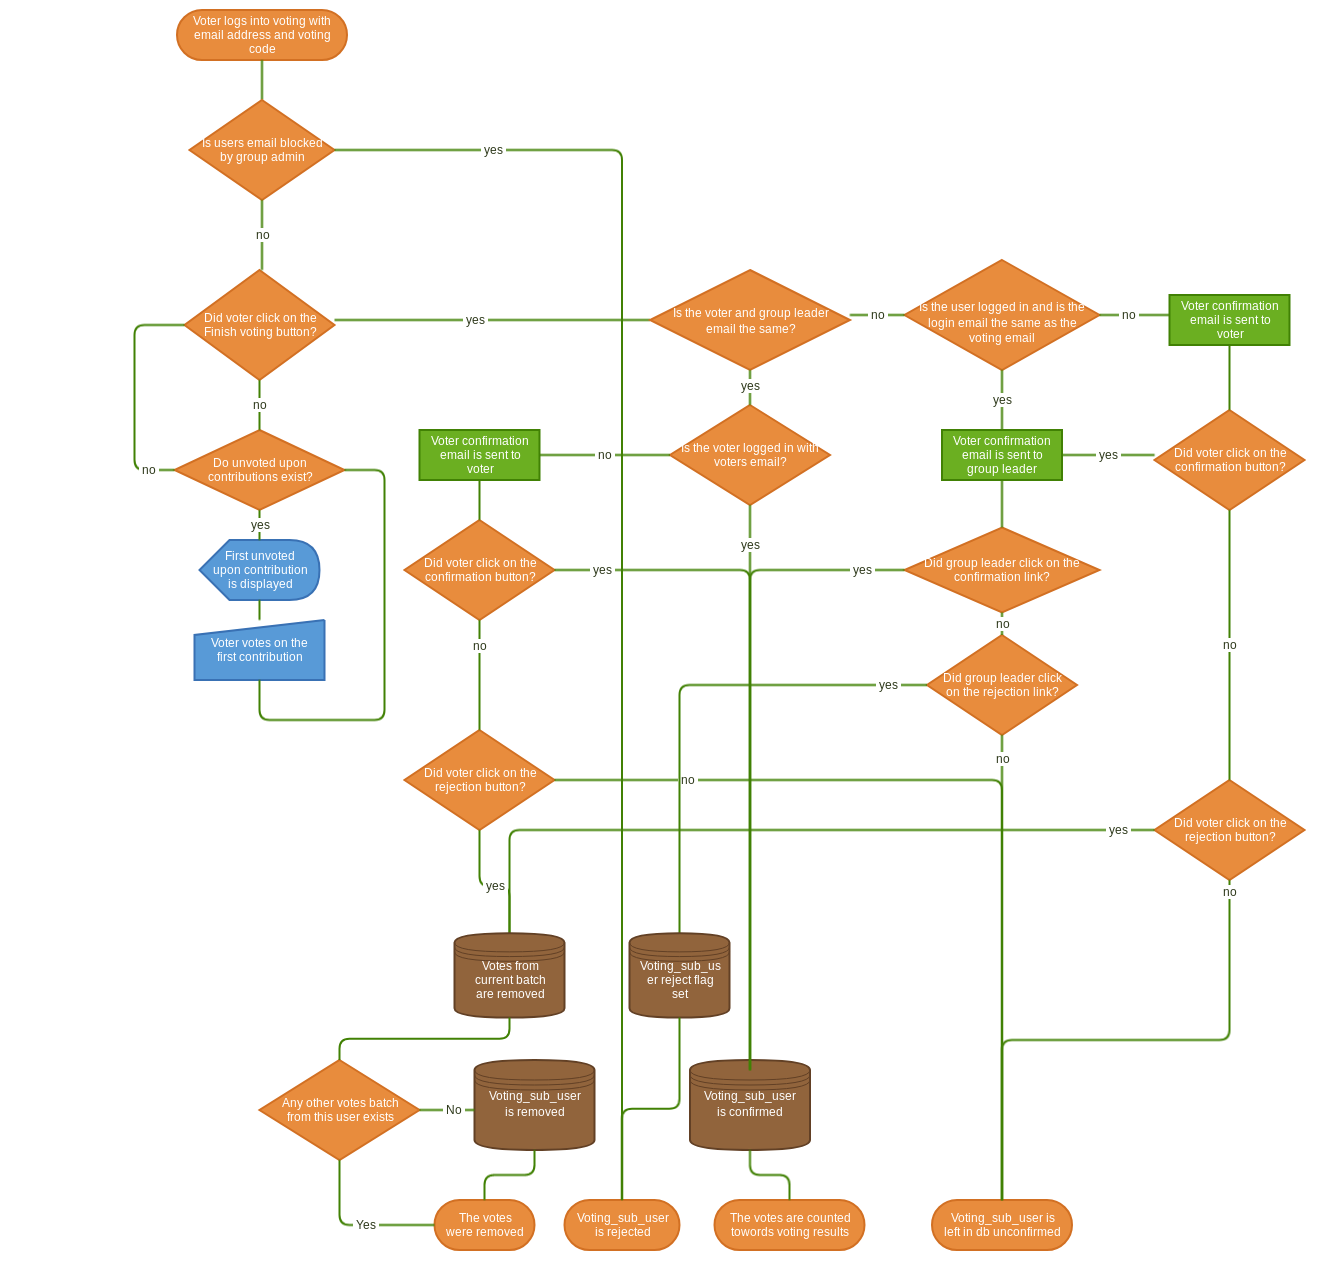 Voter logs into voting with
email address and voting
code
Is users email blocked
by group admin
yes
no
Did voter click on the
Finish voting button?
yes
Is the voter and group leader
email the same?
no
Is the user logged in and is the
login email the same as the
voting email
no
Voter confirmation
email is sent to
voter
no
yes
yes
Do unvoted upon
contributions exist?
no
Voter confirmation
email is sent to
voter
no
Is the voter logged in with
voters email?
Voter confirmation
email is sent to
group leader
yes
Did voter click on the
confirmation button?
yes
First unvoted
upon contribution
is displayed
yes
Did voter click on the
confirmation button?
yes
yes
Did group leader click on the
confirmation link?
no
Voter votes on the
first contribution
no
no
yes
Did group leader click
on the rejection link?
no
Did voter click on the
rejection button?
no
yes
Did voter click on the
rejection button?
yes
no
Votes from
current batch
are removed
Voting_sub_us
er reject flag
set
Any other votes batch
from this user exists
No
Voting_sub_user
is removed
Voting_sub_user
is confirmed
Yes
The votes
were removed
Voting_sub_user
is rejected
The votes are counted
towords voting results
Voting_sub_user is
left in db unconfirmed